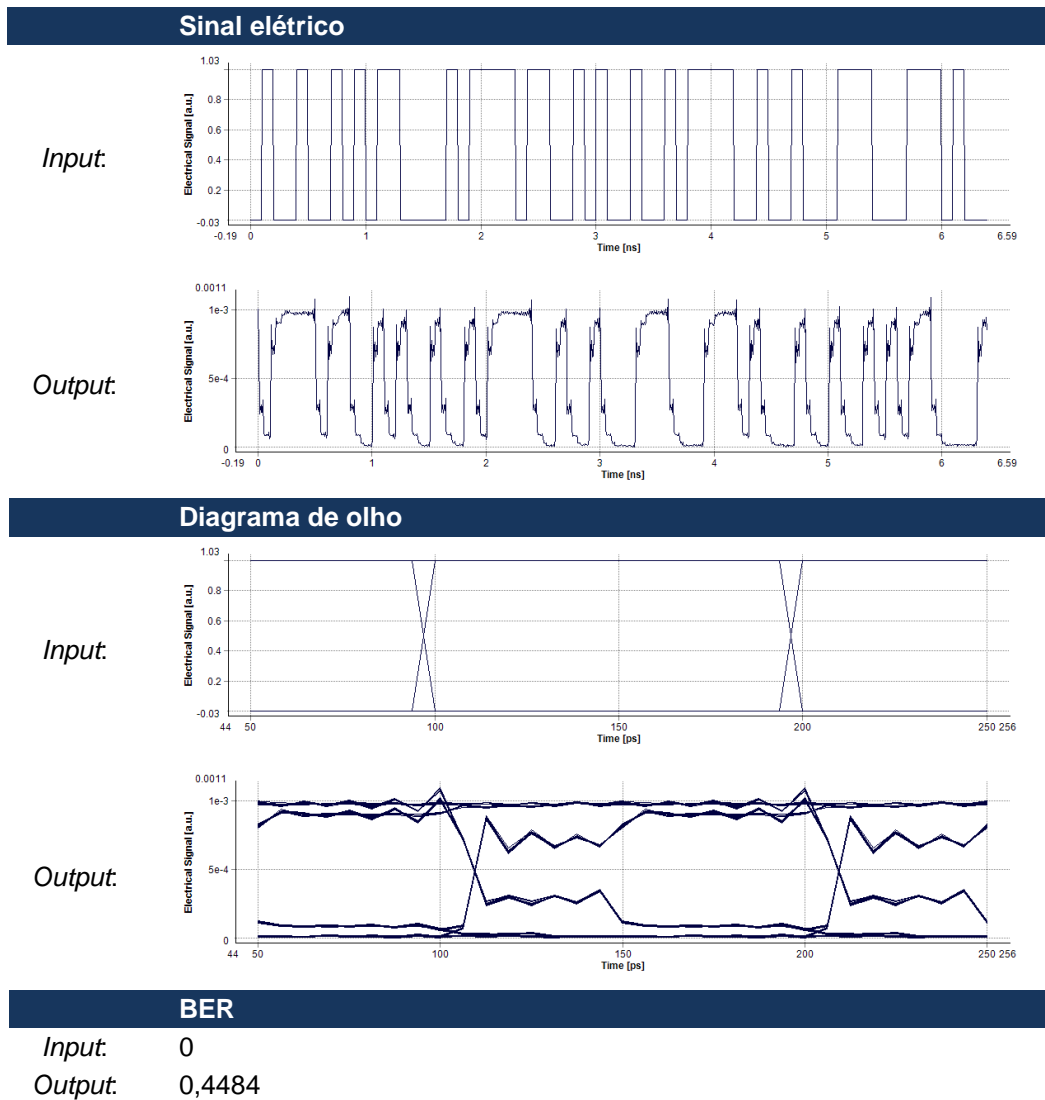 Sinal elétrico
Input:
Electrical Signal [a.u.]
1.03
0.8
0.6
0.4
0.2
-0.03
-0.19 0 1 2 3 4 5 6 6.59
Time [ns]
Output:
Electrical Signal [a.u.]
0.0011
1e-3
5e-4
0
-0.19 0 1 2 3 4 5 6 6.59
Time [ns]
Diagrama de olho
Input:
Electrical Signal [a.u.]
1.03
0.8
0.6
0.4
0.2
-0.03
44 50 100 150 200 250 256
Time [ps]
Output:
Electrical Signal [a.u.]
0.0011
1e-3
5e-4
0
44 50 100 150 200 250 256
Time [ps]
BER
Input: 0
Output: 0,4484